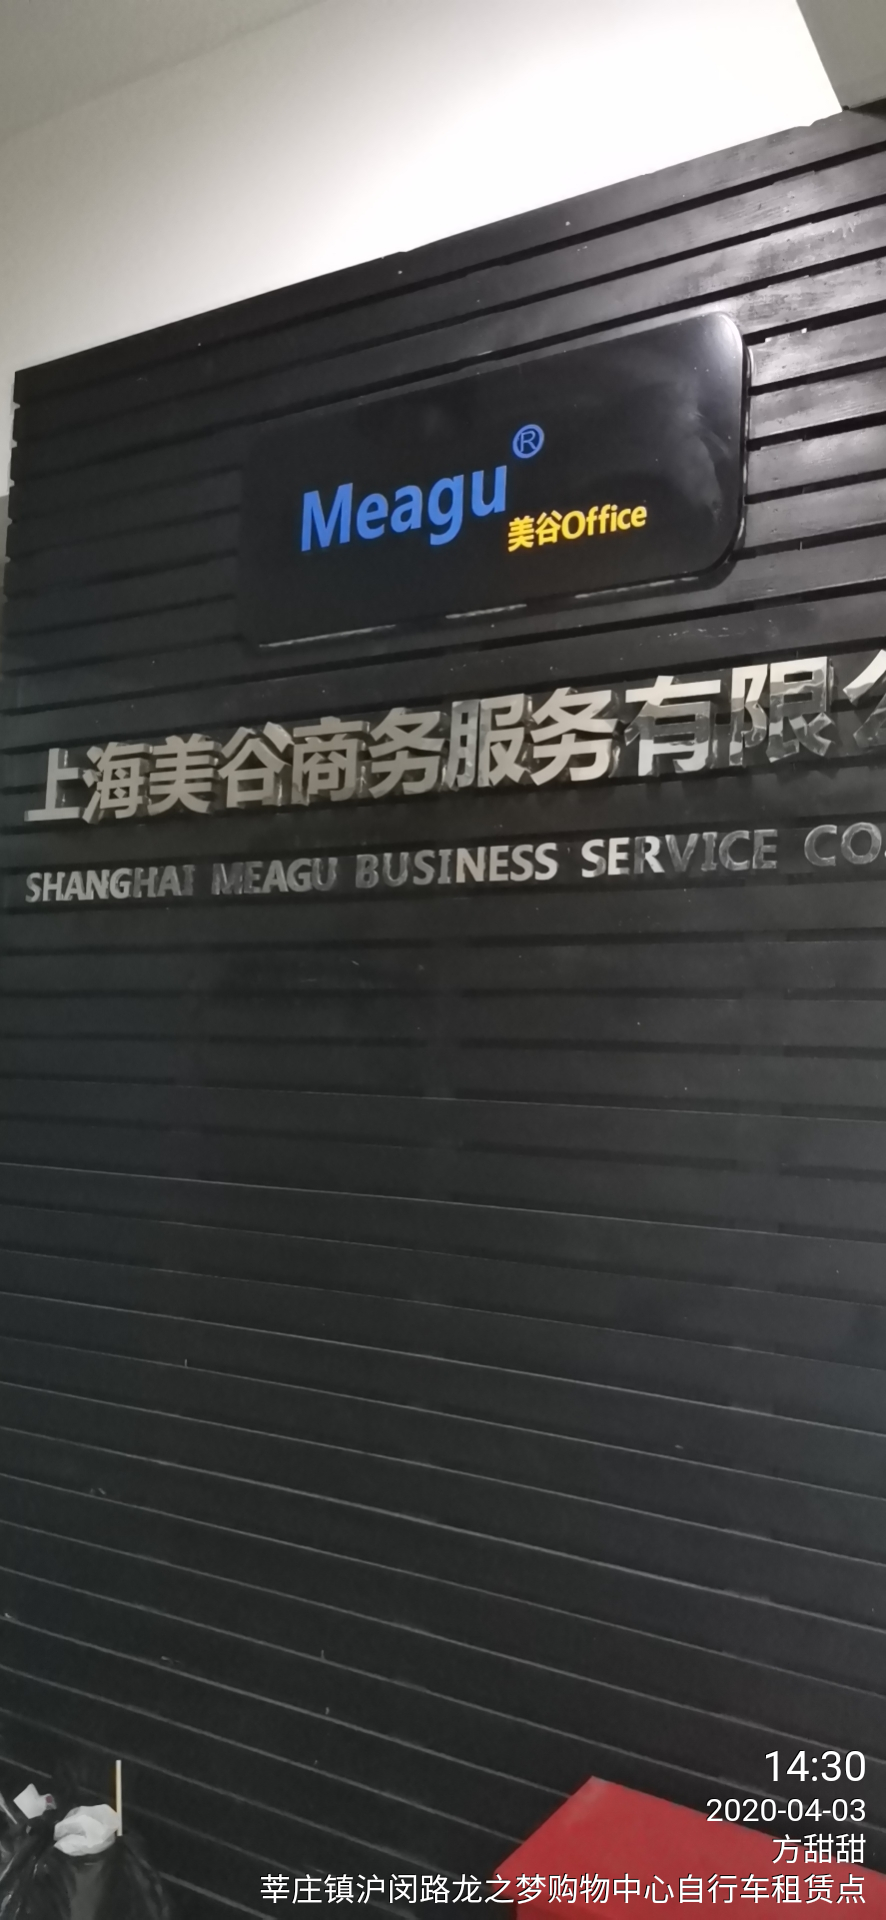 Meagu®
美谷Office
上海美谷商务服务有限公
SHANGHAI MEAGU BUSINESS SERVICE CO.
14:30
2020-04-03
方甜甜
莘庄镇沪闵路龙之梦购物中心自行车租赁点